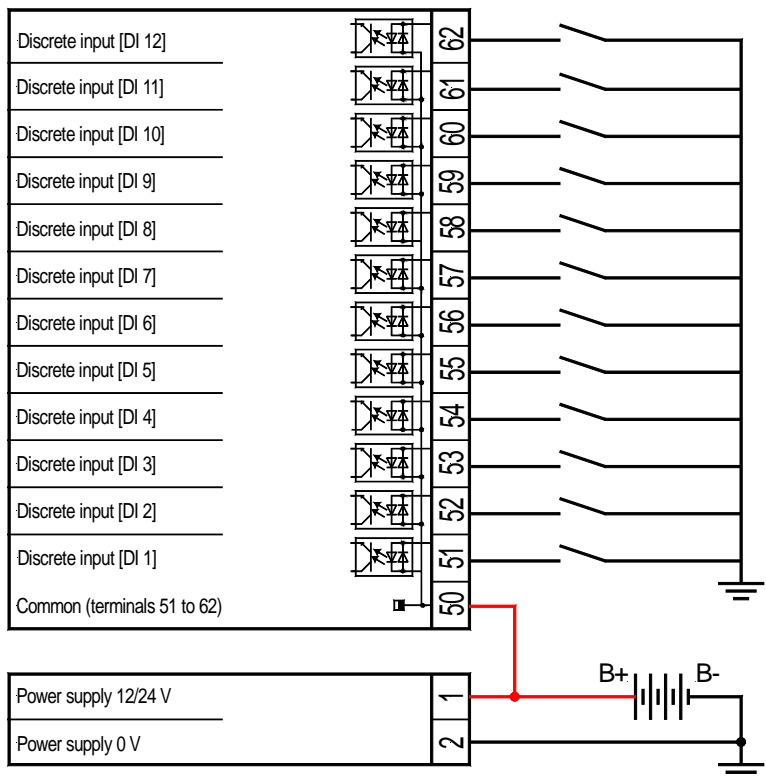 Discrete input [DI 12] 62
Discrete input [DI 11] 61
Discrete input [DI 10] 60
Discrete input [DI 9] 59
Discrete input [DI 8] 58
Discrete input [DI 7] 57
Discrete input [DI 6] 56
Discrete input [DI 5] 55
Discrete input [DI 4] 54
Discrete input [DI 3] 53
Discrete input [DI 2] 52
Discrete input [DI 1] 51
Common (terminals 51 to 62) 50
B+ B-
Power supply 12/24 V 1
Power supply 0 V 2